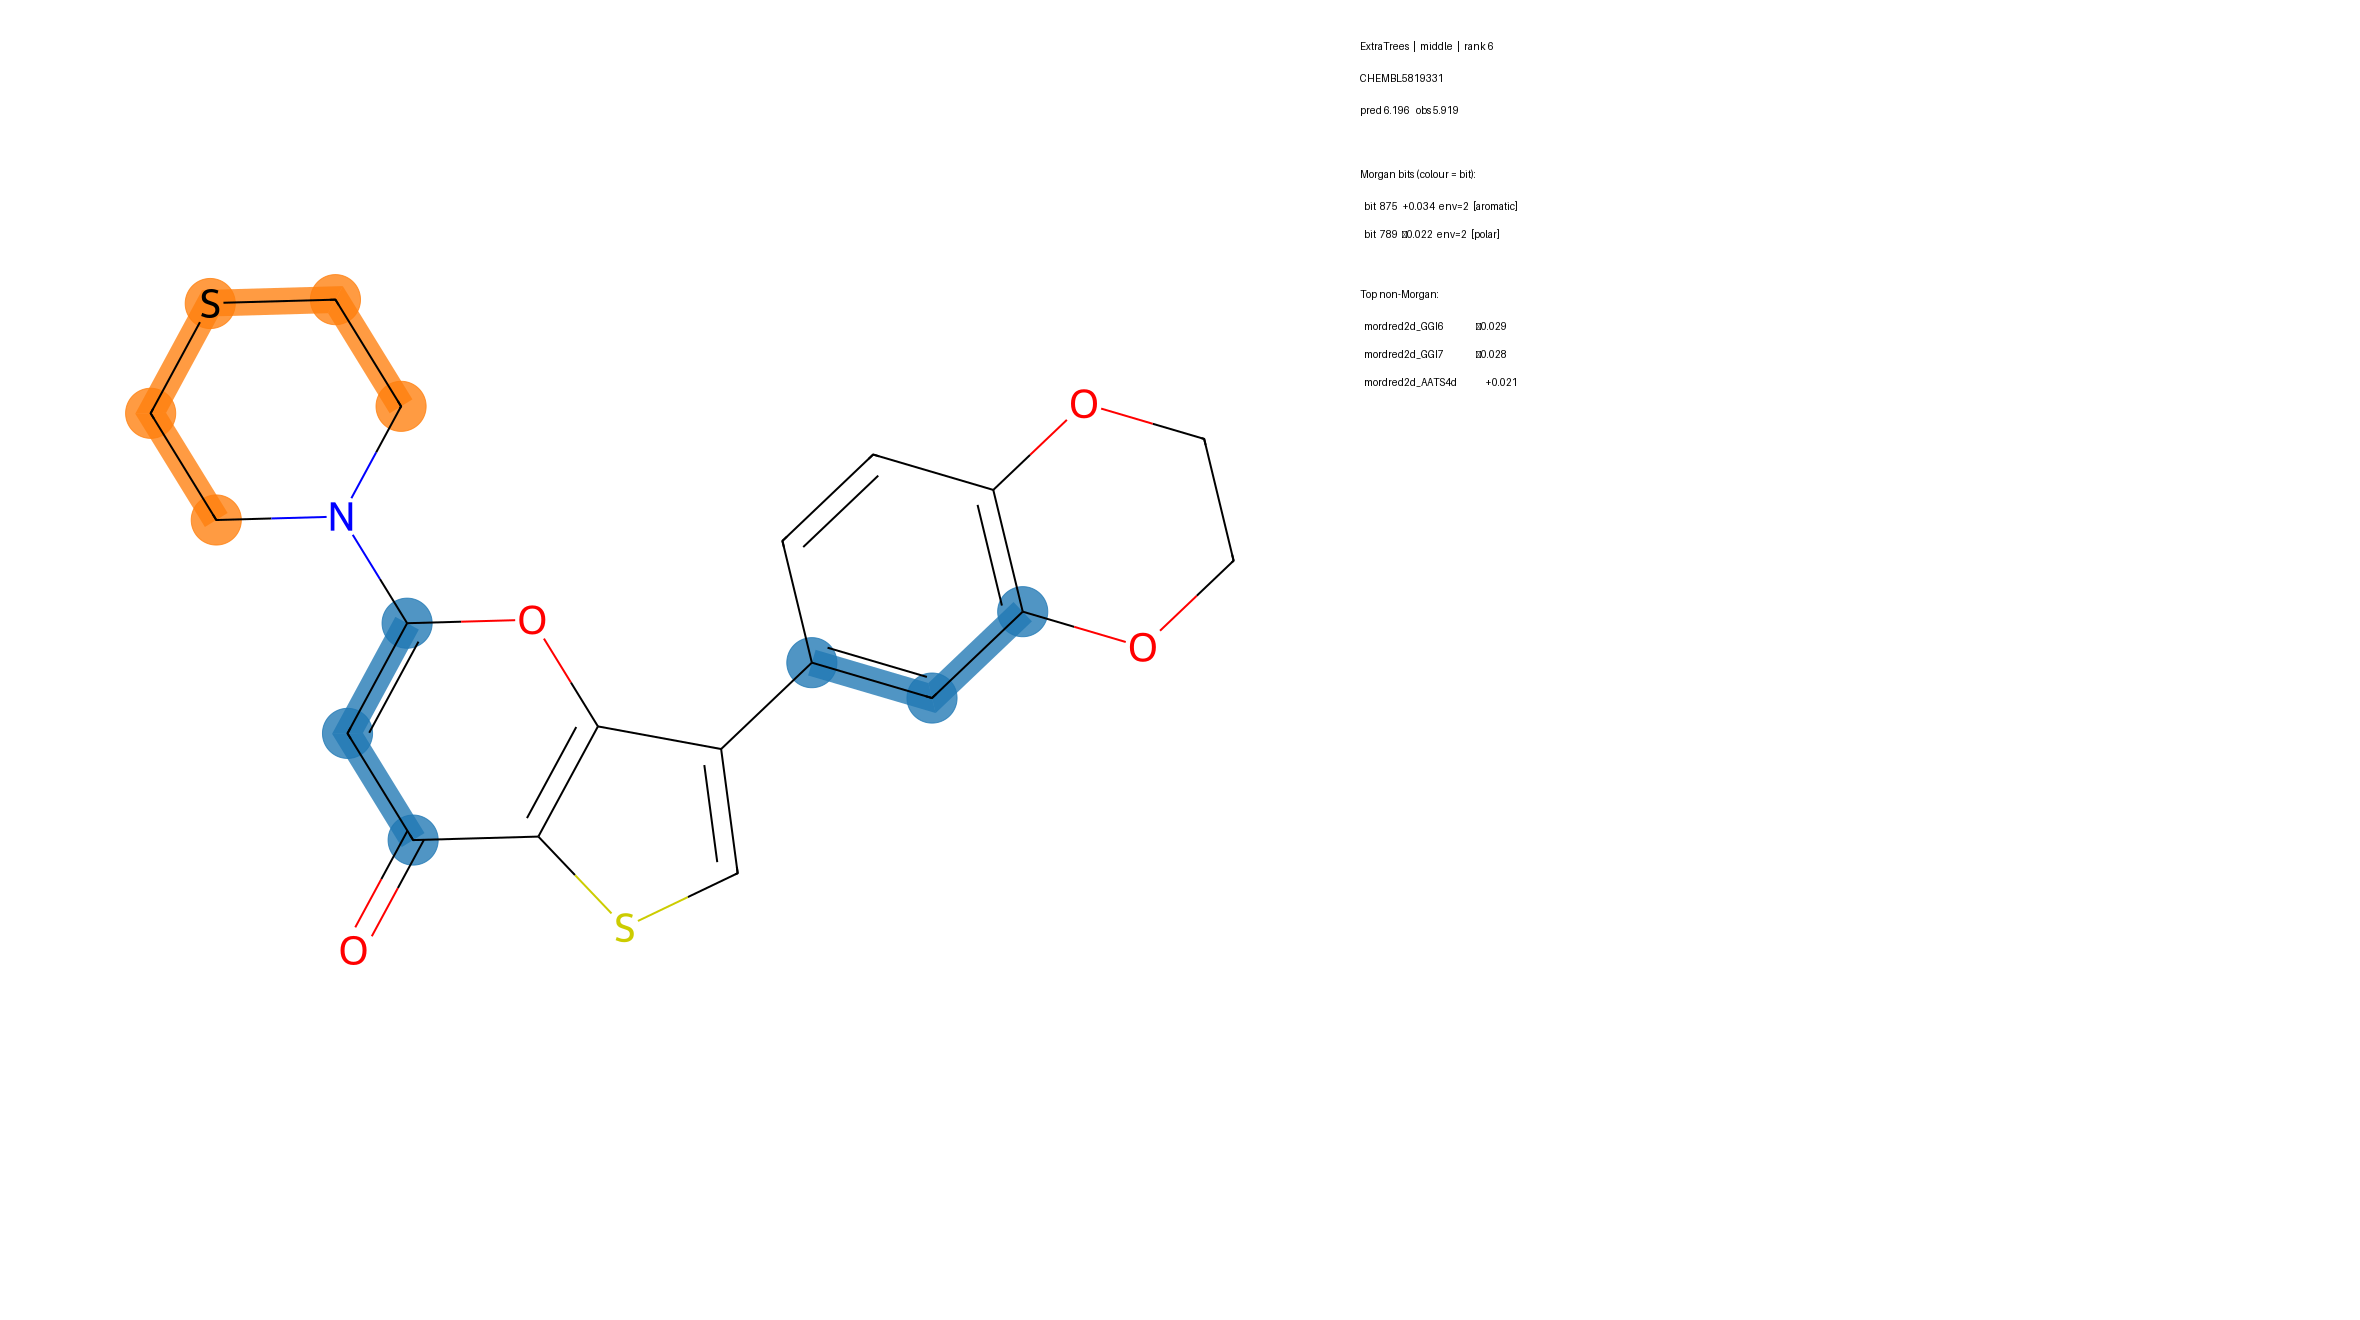 ExtraTrees | middle | rank 6
CHEMBL5819331
pred 6.196 obs 5.919
Morgan bits (colour = bit):
bit 875 +0.034 env=2 [aromatic]
bit 789 ▯0.022 env=2 [polar]
Top non-Morgan:
mordred2d_GGI6 ▯0.029
mordred2d_GGI7 ▯0.028
mordred2d_AATS4d +0.021
S
O
N
O
O
S
O